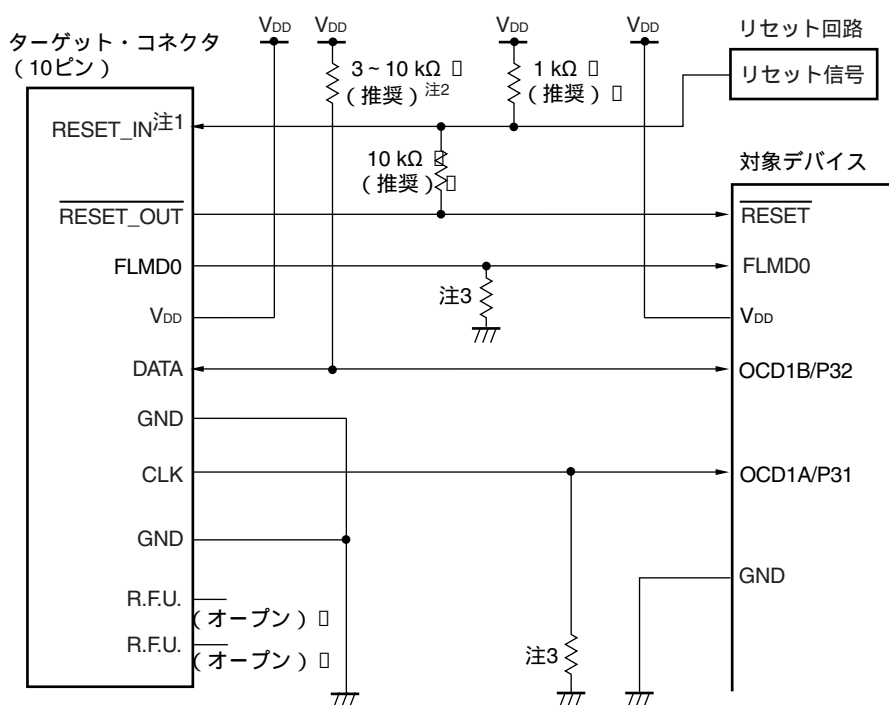 VDD
VDD
VDD
VDD
リセット回路
ターゲット・コネクタ
（10ピン）
リセット信号
3 ~ 10 kΩ
（推奨）注2
1 kΩ
（推奨）
RESET_IN注1
10 kΩ
（推奨）
対象デバイス
RESET_OUT
RESET
FLMD0
FLMD0
注3
VDD
VDD
DATA
OCD1B/P32
GND
CLK
OCD1A/P31
GND
GND
R.F.U.
（オープン）
R.F.U.
（オープン）
注3